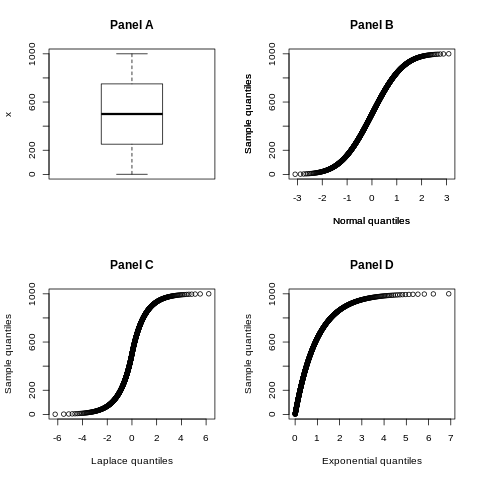 Panel A
1000
600
200
0
x
Panel B
1000
600
200
0
Sample quantiles
-3 -2 -1 0 1 2 3
Normal quantiles
Panel C
1000
600
200
0
Sample quantiles
-6 -4 -2 0 2 4 6
Laplace quantiles
Panel D
1000
600
200
0
Sample quantiles
0 1 2 3 4 5 6 7
Exponential quantiles